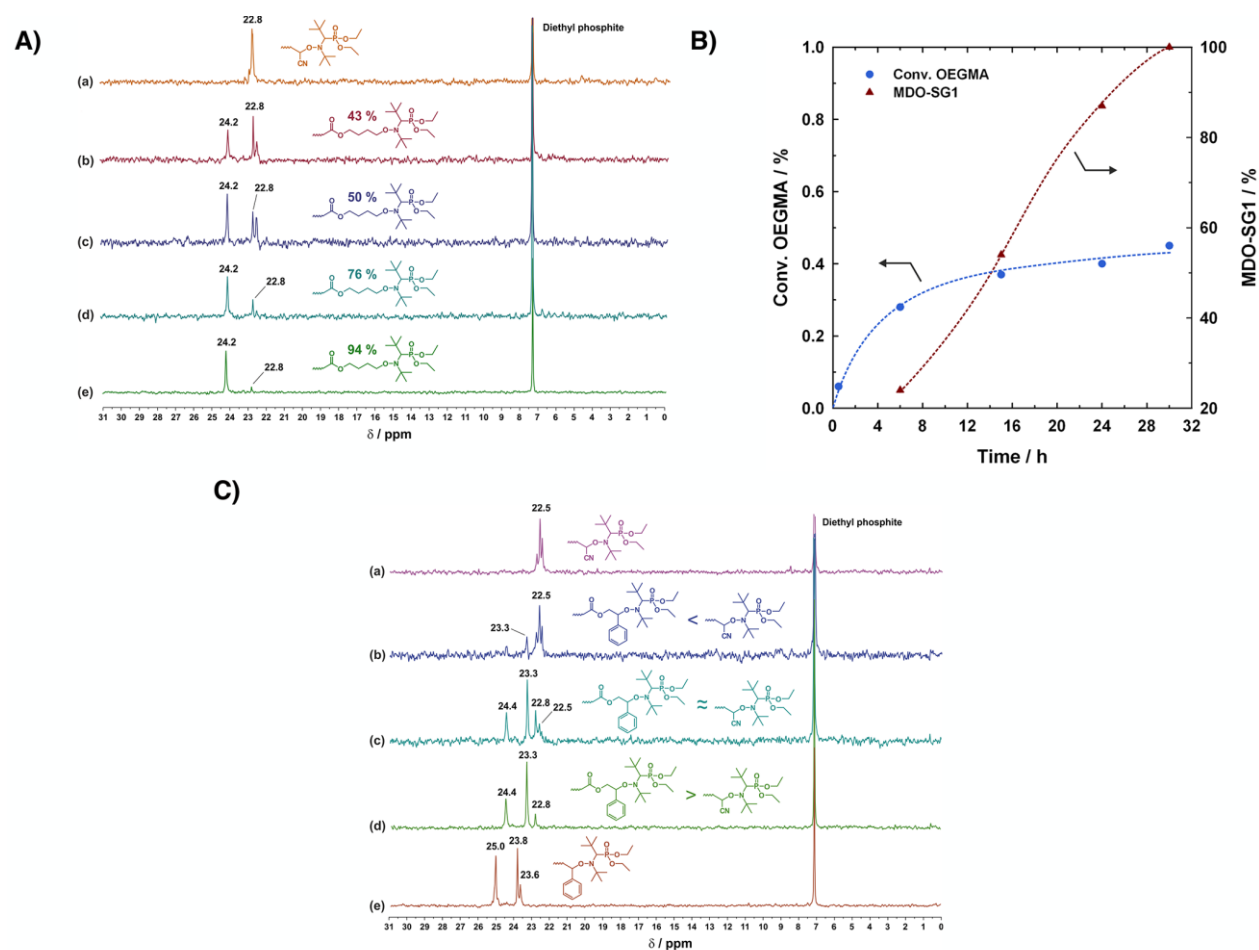 A)
22.8
Diethyl phosphite
(a)
43 %
24.2
22.8
(b)
50 %
24.2
22.8
(c)
76 %
24.2
22.8
(d)
94 %
24.2
22.8
(e)
31 30 29 28 27 26 25 24 23 22 21 20 19 18 17 16 15 14 13 12 11 10 9 8 7 6 5 4 3 2 1 0
δ / ppm
B)
Conv. OEGMA
MDO-SG1
1.0
0.8
0.6
0.4
0.2
0.0
Conv. OEGMA / %
100
80
60
40
20
MDO-SG1 / %
0 4 8 12 16 20 24 28 32
Time / h
C)
22.5
Diethyl phosphite
(a)
22.5
23.3
<
(b)
23.3
24.4
22.8
22.5
≈
(c)
23.3
24.4
22.8
>
(d)
25.0
23.8
23.6
(e)
31 30 29 28 27 26 25 24 23 22 21 20 19 18 17 16 15 14 13 12 11 10 9 8 7 6 5 4 3 2 1 0
δ / ppm